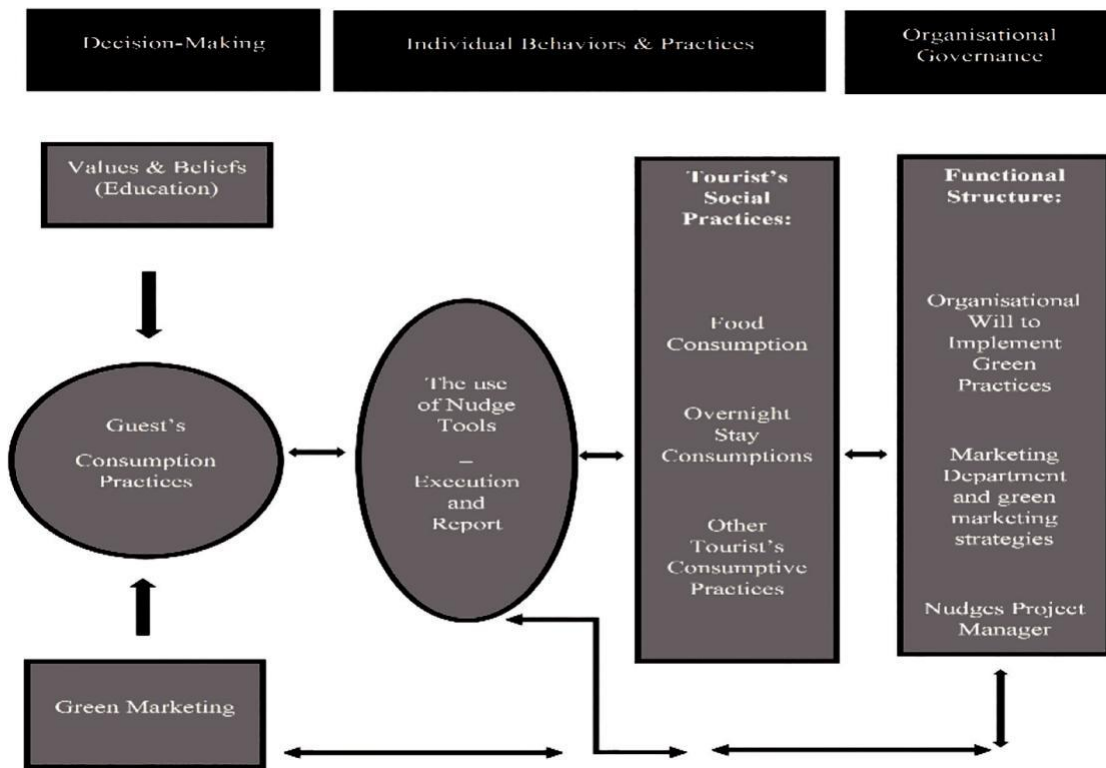 Decision-Making
Individual Behaviors & Practices
Organisational
Governance
Values & Beliefs
(Education)
Guest's
Consumption
Practices
Green Marketing
The use
of Nudge
Tools
–
Execution
and
Report
Tourist's
Social
Practices:
Food
Consumption
Overnight
Stay
Consumptions
Other
Tourist's
Consumptive
Practices
Functional
Structure:
Organisational
Will to
Implement
Green
Practices
Marketing
Department
and green
marketing
strategies
Nudges Project
Manager